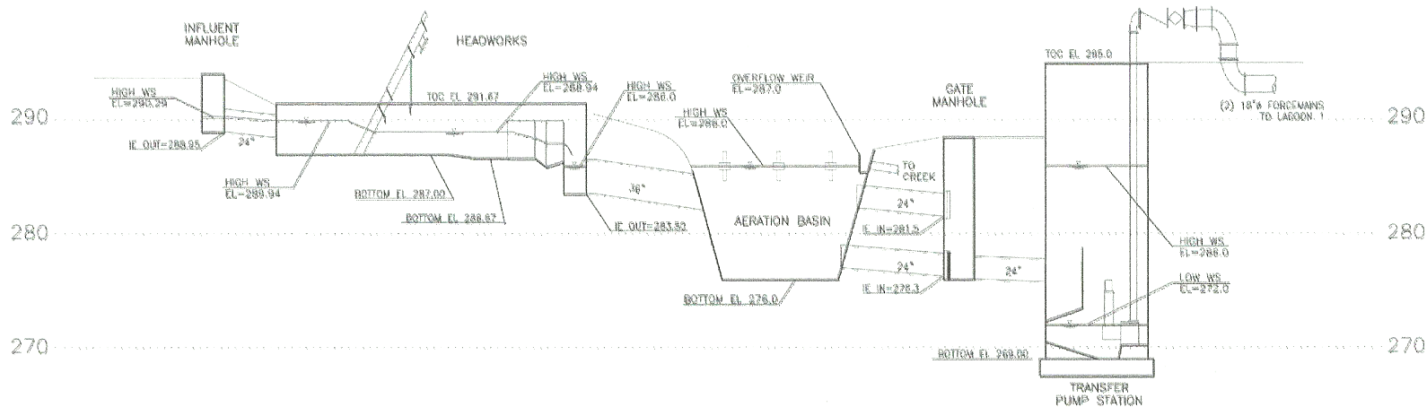 INFLUENT
MANHOLE
HEADWORKS
HIGH WS
EL=290.29
IE OUT=288.95
24"
HIGH WS
EL=289.94
TOC EL 291.67
HIGH WS
EL=288.94
HIGH WS
EL=286.0
BOTTOM EL 287.00
BOTTOM EL 286.67
36"
IE OUT=283.52
OVERFLOW WEIR
EL=287.0
HIGH WS
EL=286.0
AERATION BASIN
BOTTOM EL 276.0
TO
CREEK
GATE
MANHOLE
24"
IE IN=281.5
24"
IE IN=276.3
24"
TOC EL 295.0
(2) 18"Ø FORCEMAINS
TO LAGOON 1
HIGH WS
EL=286.0
LOW WS
EL=272.0
BOTTOM EL 269.00
TRANSFER
PUMP STATION
290
280
270
290
280
270